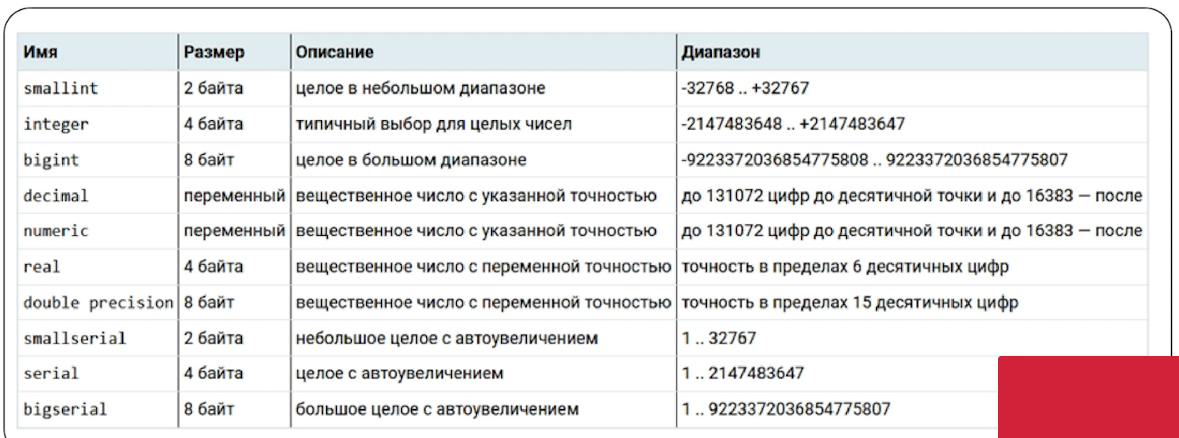 Имя Размер Описание Диапазон
smallint 2 байта целое в небольшом диапазоне -32768 .. +32767
integer 4 байта типичный выбор для целых чисел -2147483648 .. +2147483647
bigint 8 байт целое в большом диапазоне -9223372036854775808 .. 9223372036854775807
decimal переменный вещественное число с указанной точностью до 131072 цифр до десятичной точки и до 16383 — после
numeric переменный вещественное число с указанной точностью до 131072 цифр до десятичной точки и до 16383 — после
real 4 байта вещественное число с переменной точностью точность в пределах 6 десятичных цифр
double precision 8 байт вещественное число с переменной точностью точность в пределах 15 десятичных цифр
smallserial 2 байта небольшое целое с автоувеличением 1 .. 32767
serial 4 байта целое с автоувеличением 1 .. 2147483647
bigserial 8 байт большое целое с автоувеличением 1 .. 9223372036854775807